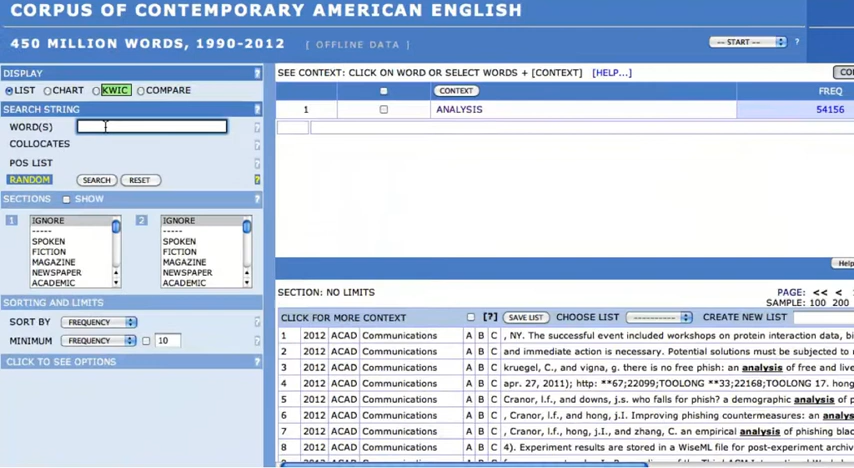 CORPUS OF CONTEMPORARY AMERICAN ENGLISH
450 MILLION WORDS, 1990-2012 [ OFFLINE DATA ]
-- START -- ?
DISPLAY ?
LIST CHART KWIC COMPARE
SEARCH STRING ?
WORD(S) ?
COLLOCATES ?
POS LIST ?
RANDOM SEARCH RESET ?
SECTIONS SHOW ?
1 IGNORE 2 IGNORE
----- -----
SPOKEN SPOKEN
FICTION FICTION
MAGAZINE MAGAZINE
NEWSPAPER NEWSPAPER
ACADEMIC ACADEMIC
SORTING AND LIMITS ?
SORT BY FREQUENCY
MINIMUM FREQUENCY 10
CLICK TO SEE OPTIONS ?
SEE CONTEXT: CLICK ON WORD OR SELECT WORDS + [CONTEXT] [HELP...] CO
CONTEXT FREQ
1 ANALYSIS 54156
Help
SECTION: NO LIMITS PAGE: << <
SAMPLE: 100 200
CLICK FOR MORE CONTEXT [?] SAVE LIST CHOOSE LIST ---------- CREATE NEW LIST
1 2012 ACAD Communications A B C , NY. The successful event included workshops on protein interaction data, bi
2 2012 ACAD Communications A B C and immediate action is necessary. Potential solutions must be subjected to
3 2012 ACAD Communications A B C kruegel, C., and vigna, g. there is no free phish: an analysis of free and live
4 2012 ACAD Communications A B C apr. 27, 2011); http: **67;22099;TOOLONG **33;22168;TOOLONG 17. hong
5 2012 ACAD Communications A B C Cranor, l.f., and downs, j.s. who falls for phish? a demographic analysis of p
6 2012 ACAD Communications A B C , Cranor, l.f., and hong, j.I. Improving phishing countermeasures: an analys
7 2012 ACAD Communications A B C , Cranor, l.f., hong, j.I., and zhang, C. an empirical analysis of phishing blac
8 2012 ACAD Communications A B C 4). Experiment results are stored in a WiseML file for post-experiment archiv